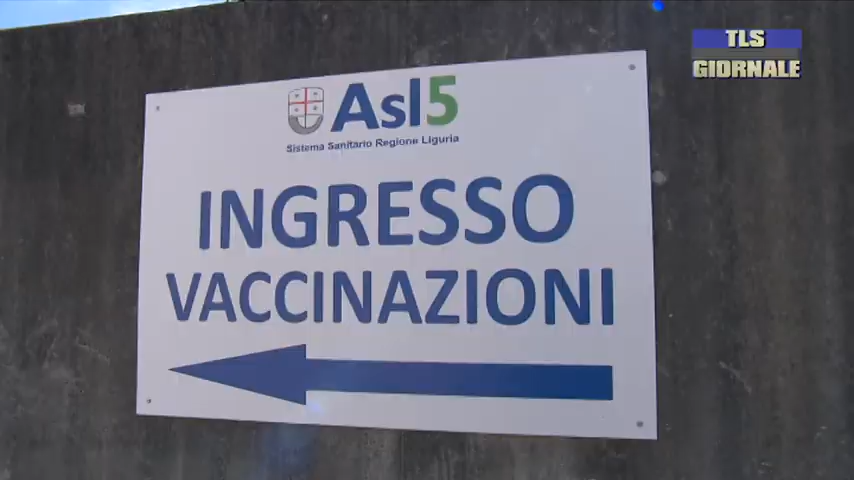 TLS
GIORNALE
Asl5
Sistema Sanitario Regione Liguria
INGRESSO
VACCINAZIONI